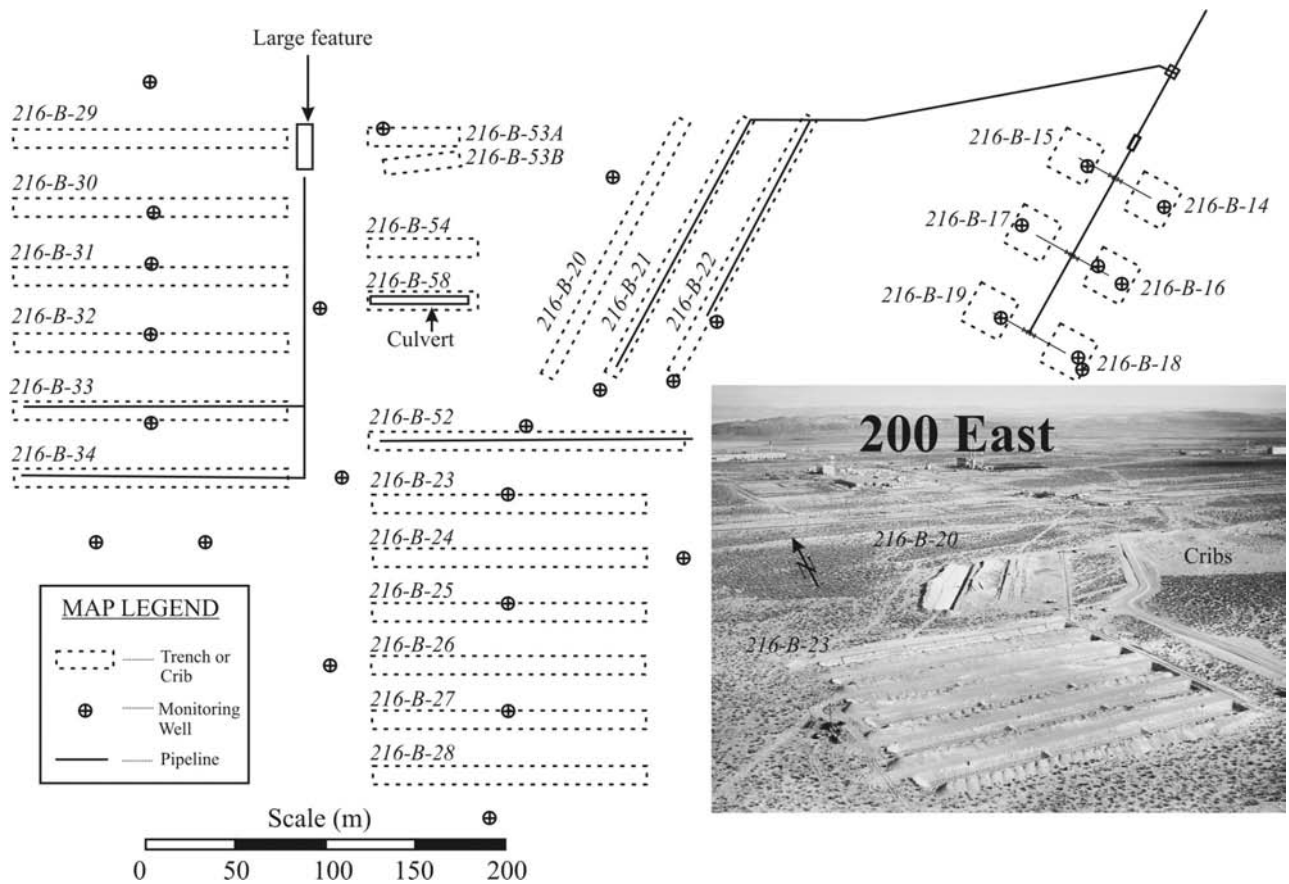 Large feature
216-B-29
216-B-53A
216-B-53B
216-B-15
216-B-14
216-B-30
216-B-17
216-B-54
216-B-31
216-B-58
216-B-20
216-B-21
216-B-22
216-B-16
216-B-19
216-B-32
Culvert
216-B-18
216-B-33
216-B-52
200 East
216-B-34
216-B-23
216-B-24
216-B-20
N
Cribs
216-B-25
216-B-23
216-B-26
216-B-27
216-B-28
MAP LEGEND
Trench or
Crib
Monitoring
Well
Pipeline
Scale (m)
0 50 100 150 200